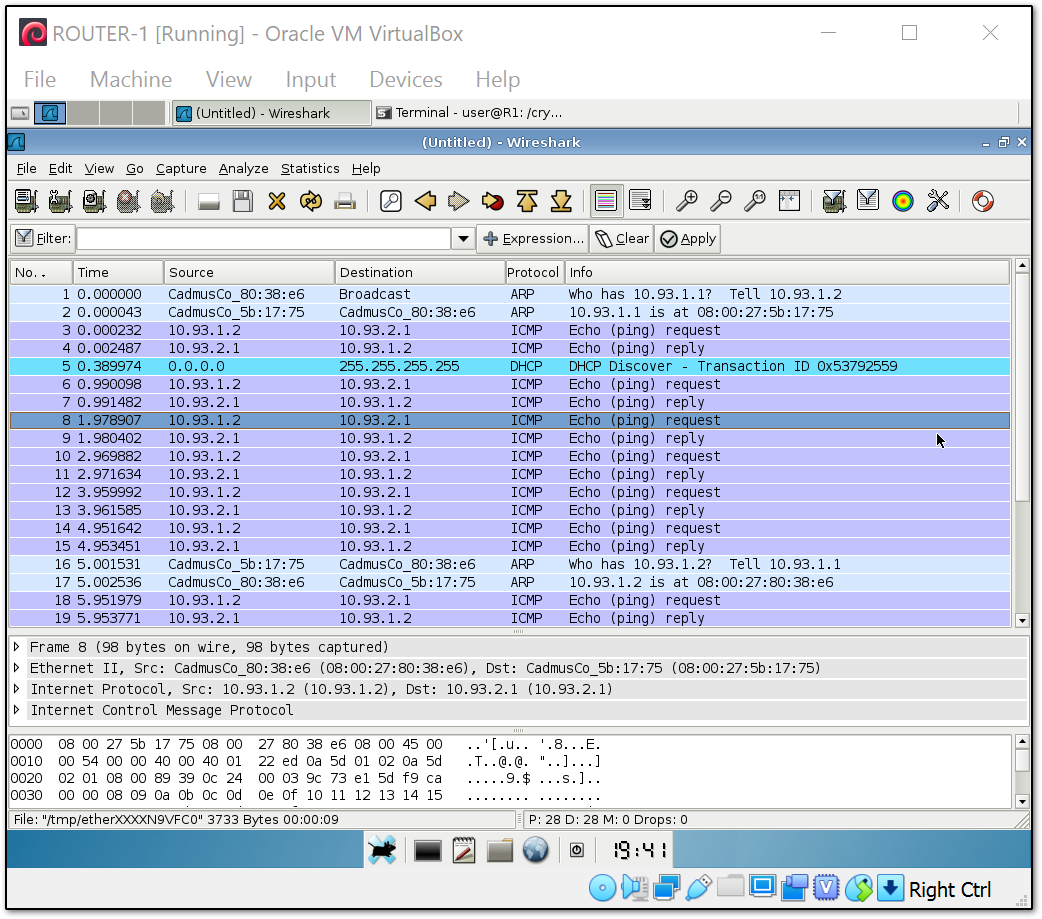 ROUTER-1 [Running] - Oracle VM VirtualBox
File Machine View Input Devices Help
(Untitled) - Wireshark Terminal - user@R1: /cry...
(Untitled) - Wireshark
File Edit View Go Capture Analyze Statistics Help
Filter: Expression... Clear Apply
No. . Time Source Destination Protocol Info
1 0.000000 CadmusCo_80:38:e6 Broadcast ARP Who has 10.93.1.1? Tell 10.93.1.2
2 0.000043 CadmusCo_5b:17:75 CadmusCo_80:38:e6 ARP 10.93.1.1 is at 08:00:27:5b:17:75
3 0.000232 10.93.1.2 10.93.2.1 ICMP Echo (ping) request
4 0.002487 10.93.2.1 10.93.1.2 ICMP Echo (ping) reply
5 0.389974 0.0.0.0 255.255.255.255 DHCP DHCP Discover - Transaction ID 0x53792559
6 0.990098 10.93.1.2 10.93.2.1 ICMP Echo (ping) request
7 0.991482 10.93.2.1 10.93.1.2 ICMP Echo (ping) reply
8 1.978907 10.93.1.2 10.93.2.1 ICMP Echo (ping) request
9 1.980402 10.93.2.1 10.93.1.2 ICMP Echo (ping) reply
10 2.969882 10.93.1.2 10.93.2.1 ICMP Echo (ping) request
11 2.971634 10.93.2.1 10.93.1.2 ICMP Echo (ping) reply
12 3.959992 10.93.1.2 10.93.2.1 ICMP Echo (ping) request
13 3.961585 10.93.2.1 10.93.1.2 ICMP Echo (ping) reply
14 4.951642 10.93.1.2 10.93.2.1 ICMP Echo (ping) request
15 4.953451 10.93.2.1 10.93.1.2 ICMP Echo (ping) reply
16 5.001531 CadmusCo_5b:17:75 CadmusCo_80:38:e6 ARP Who has 10.93.1.2? Tell 10.93.1.1
17 5.002536 CadmusCo_80:38:e6 CadmusCo_5b:17:75 ARP 10.93.1.2 is at 08:00:27:80:38:e6
18 5.951979 10.93.1.2 10.93.2.1 ICMP Echo (ping) request
19 5.953771 10.93.2.1 10.93.1.2 ICMP Echo (ping) reply
Frame 8 (98 bytes on wire, 98 bytes captured)
Ethernet II, Src: CadmusCo_80:38:e6 (08:00:27:80:38:e6), Dst: CadmusCo_5b:17:75 (08:00:27:5b:17:75)
Internet Protocol, Src: 10.93.1.2 (10.93.1.2), Dst: 10.93.2.1 (10.93.2.1)
Internet Control Message Protocol
0000 08 00 27 5b 17 75 08 00 27 80 38 e6 08 00 45 00 ..'[.u.. '.8...E.
0010 00 54 00 00 40 00 40 01 22 ed 0a 5d 01 02 0a 5d .T..@.@. "..]...]
0020 02 01 08 00 89 39 0c 24 00 03 9c 73 e1 5d f9 ca .....9.$ ...s.]..
0030 00 00 08 09 0a 0b 0c 0d 0e 0f 10 11 12 13 14 15 ........ ........
File: "/tmp/etherXXXXN9VFC0" 3733 Bytes 00:00:09 P: 28 D: 28 M: 0 Drops: 0
19:41
Right Ctrl